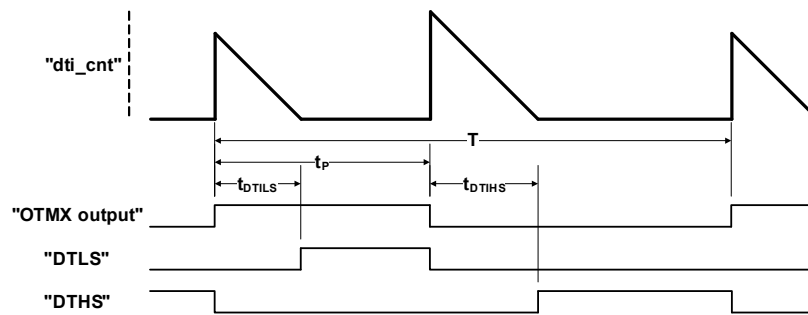 "dti_cnt"
T
tP
tDTILS
tDTIHS
"OTMX output"
"DTLS"
"DTHS"